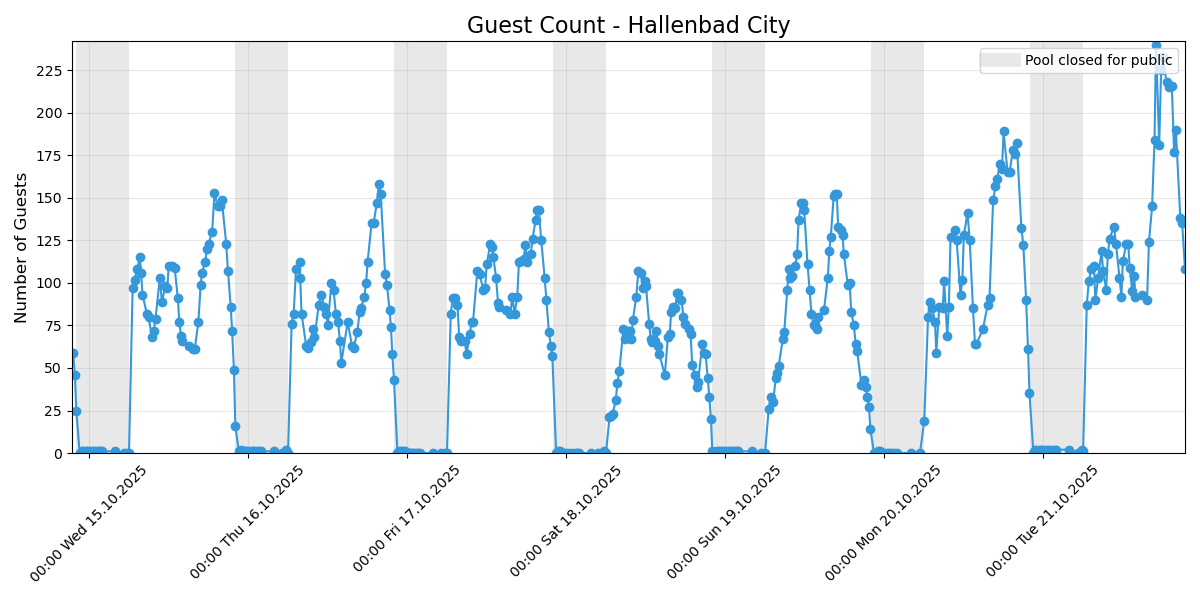 Guest Count - Hallenbad City
Pool closed for public
Number of Guests
225
200
175
150
125
100
75
50
25
0
00:00 Wed 15.10.2025
00:00 Thu 16.10.2025
00:00 Fri 17.10.2025
00:00 Sat 18.10.2025
00:00 Sun 19.10.2025
00:00 Mon 20.10.2025
00:00 Tue 21.10.2025